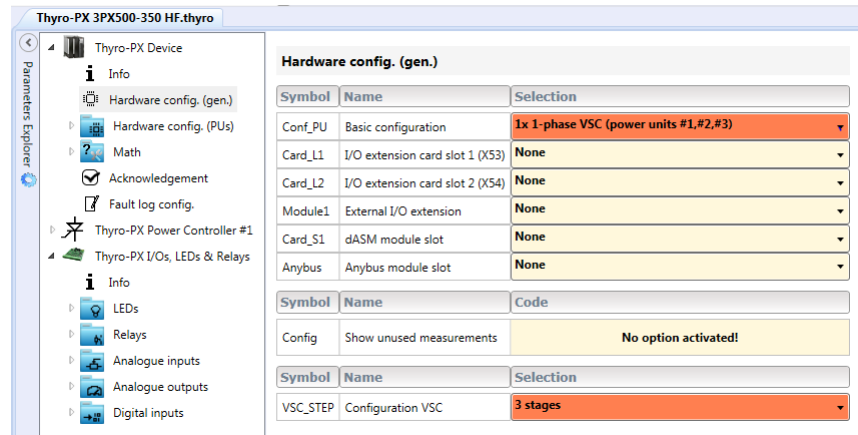 Thyro-PX 3PX500-350 HF.thyro
Parameters Explorer
Thyro-PX Device
Info
Hardware config. (gen.)
Hardware config. (PUs)
Math
Acknowledgement
Fault log config.
Thyro-PX Power Controller #1
Thyro-PX I/Os, LEDs & Relays
Info
LEDs
Relays
Analogue inputs
Analogue outputs
Digital inputs
Hardware config. (gen.)
Symbol Name Selection
Conf_PU Basic configuration 1x 1-phase VSC (power units #1,#2,#3)
Card_L1 I/O extension card slot 1 (X53) None
Card_L2 I/O extension card slot 2 (X54) None
Module1 External I/O extension None
Card_S1 dASM module slot None
Anybus Anybus module slot None
Symbol Name Code
Config Show unused measurements No option activated!
Symbol Name Selection
VSC_STEP Configuration VSC 3 stages